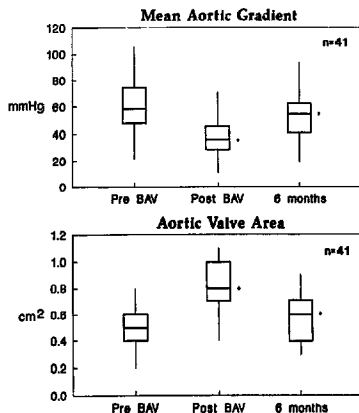 Mean Aortic Gradient
n=41
120
100
80
mmHg 60
40
20
0
Pre BAV Post BAV 6 months
Aortic Valve Area
n=41
1.2
1.0
0.8
cm2 0.6
0.4
0.2
0.0
Pre BAV Post BAV 6 months